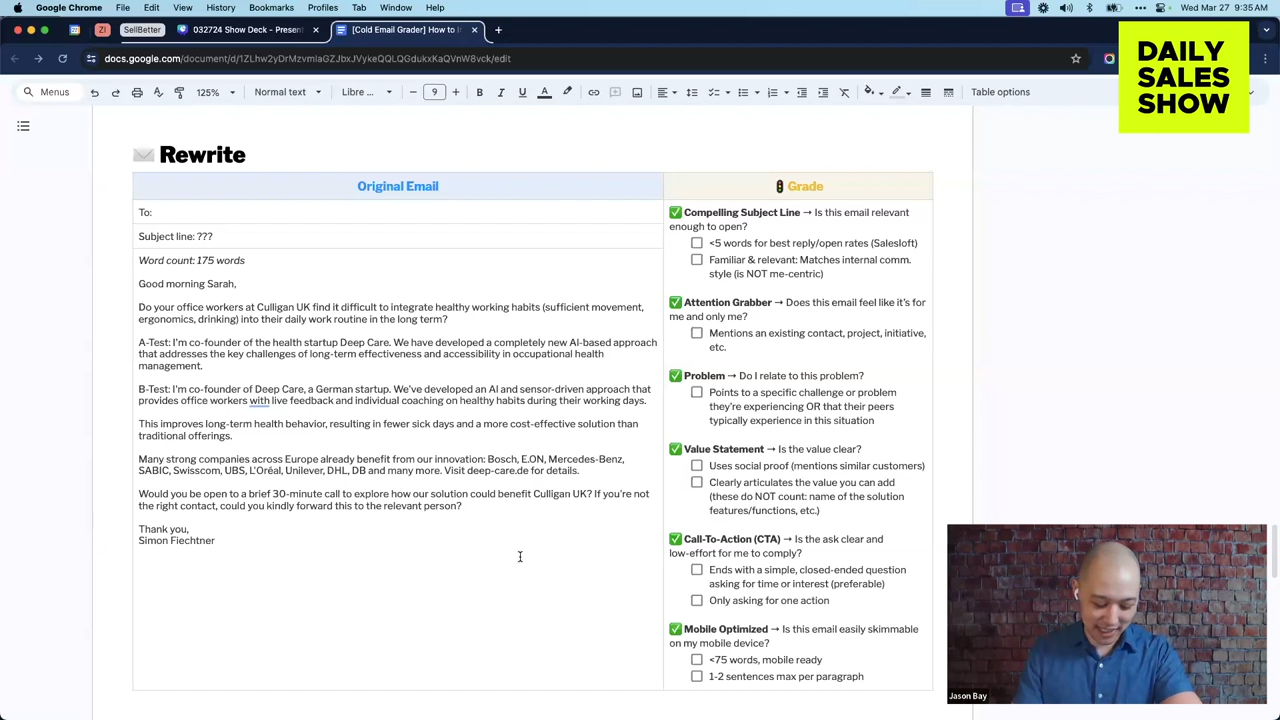 Google Chrome File Edit View History Bookmarks Profiles Tab Window Help Wed Mar 27 9:35 AM
ZI SellBetter 032724 Show Deck - Present [Cold Email Grader] How to I
docs.google.com/document/d/1ZLhw2yDrMzvmlaGZJbxJVykeQQLQGdukxKaQVnW8vck/edit
DAILY
SALES
SHOW
Menus 125% Normal text Libre ... 9 B I U A Table options
Rewrite
Original Email
Grade
To:
Subject line: ???
Word count: 175 words
Good morning Sarah,
Do your office workers at Culligan UK find it difficult to integrate healthy working habits (sufficient movement,
ergonomics, drinking) into their daily work routine in the long term?
A-Test: I'm co-founder of the health startup Deep Care. We have developed a completely new AI-based approach
that addresses the key challenges of long-term effectiveness and accessibility in occupational health
management.
B-Test: I'm co-founder of Deep Care, a German startup. We've developed an AI and sensor-driven approach that
provides office workers with live feedback and individual coaching on healthy habits during their working days.
This improves long-term health behavior, resulting in fewer sick days and a more cost-effective solution than
traditional offerings.
Many strong companies across Europe already benefit from our innovation: Bosch, E.ON, Mercedes-Benz,
SABIC, Swisscom, UBS, L'Oréal, Unilever, DHL, DB and many more. Visit deep-care.de for details.
Would you be open to a brief 30-minute call to explore how our solution could benefit Culligan UK? If you're not
the right contact, could you kindly forward this to the relevant person?
Thank you,
Simon Fiechtner
Compelling Subject Line → Is this email relevant
enough to open?
<5 words for best reply/open rates (Salesloft)
Familiar & relevant: Matches internal comm.
style (is NOT me-centric)
Attention Grabber → Does this email feel like it's for
me and only me?
Mentions an existing contact, project, initiative,
etc.
Problem → Do I relate to this problem?
Points to a specific challenge or problem
they're experiencing OR that their peers
typically experience in this situation
Value Statement → Is the value clear?
Uses social proof (mentions similar customers)
Clearly articulates the value you can add
(these do NOT count: name of the solution
features/functions, etc.)
Call-To-Action (CTA) → Is the ask clear and
low-effort for me to comply?
Ends with a simple, closed-ended question
asking for time or interest (preferable)
Only asking for one action
Mobile Optimized → Is this email easily skimmable
on my mobile device?
<75 words, mobile ready
1-2 sentences max per paragraph
Jason Bay